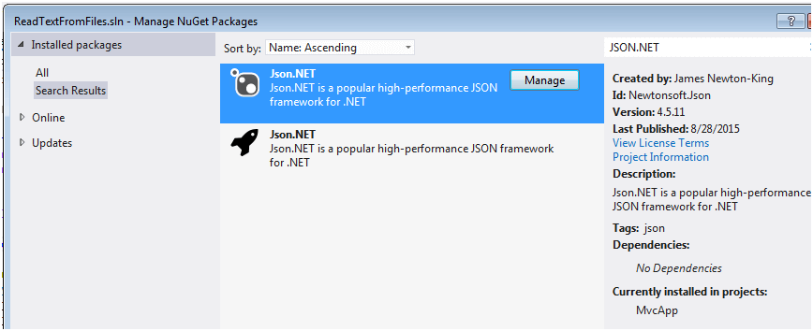 ReadTextFromFiles.sln - Manage NuGet Packages
Installed packages
All
Search Results
Online
Updates
Sort by: Name: Ascending
Json.NET
Json.NET is a popular high-performance JSON
framework for .NET
Manage
Json.NET
Json.NET is a popular high-performance JSON framework
for .NET
JSON.NET
Created by: James Newton-King
Id: Newtonsoft.Json
Version: 4.5.11
Last Published: 8/28/2015
View License Terms
Project Information
Description:
Json.NET is a popular high-performance
JSON framework for .NET
Tags: json
Dependencies:
No Dependencies
Currently installed in projects:
MvcApp